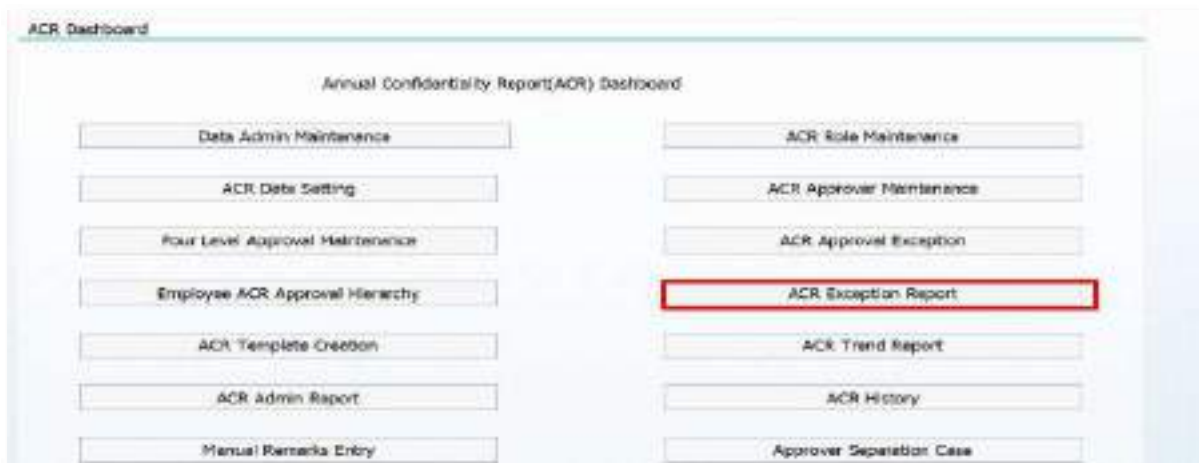 ACR Dashboard
Annual Confidentiality Report(ACR) Dashboard
Data Admin Maintenance
ACR Role Maintenance
ACR Date Setting
ACR Approver Maintenance
Four Level Approval Maintenance
ACR Approval Exception
Employee ACR Approval Hierarchy
ACR Exception Report
ACR Template Creation
ACR Trend Report
ACR Admin Report
ACR History
Manual Remarks Entry
Approver Separation Case